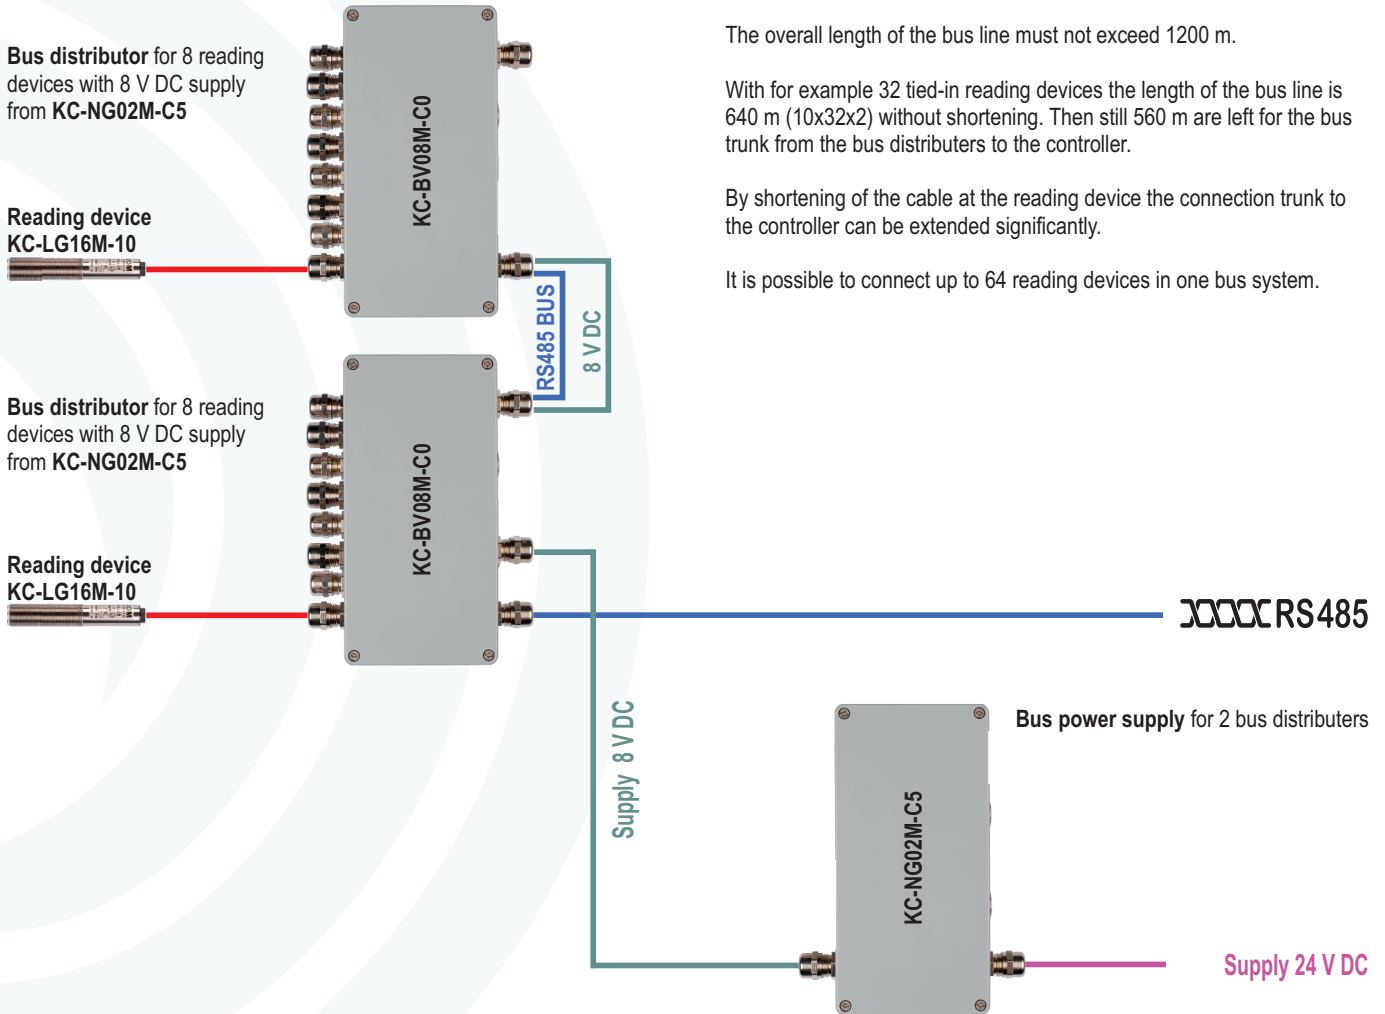 Bus distributor for 8 reading
devices with 8 V DC supply
from KC-NG02M-C5
Reading device
KC-LG16M-10
KC-BV08M-C0
The overall length of the bus line must not exceed 1200 m.
With for example 32 tied-in reading devices the length of the bus line is
640 m (10x32x2) without shortening. Then still 560 m are left for the bus
trunk from the bus distributers to the controller.
By shortening of the cable at the reading device the connection trunk to
the controller can be extended significantly.
It is possible to connect up to 64 reading devices in one bus system.
RS485 BUS
8 V DC
Bus distributor for 8 reading
devices with 8 V DC supply
from KC-NG02M-C5
Reading device
KC-LG16M-10
KC-BV08M-C0
RS485
Supply 8 V DC
Bus power supply for 2 bus distributers
KC-NG02M-C5
Supply 24 V DC